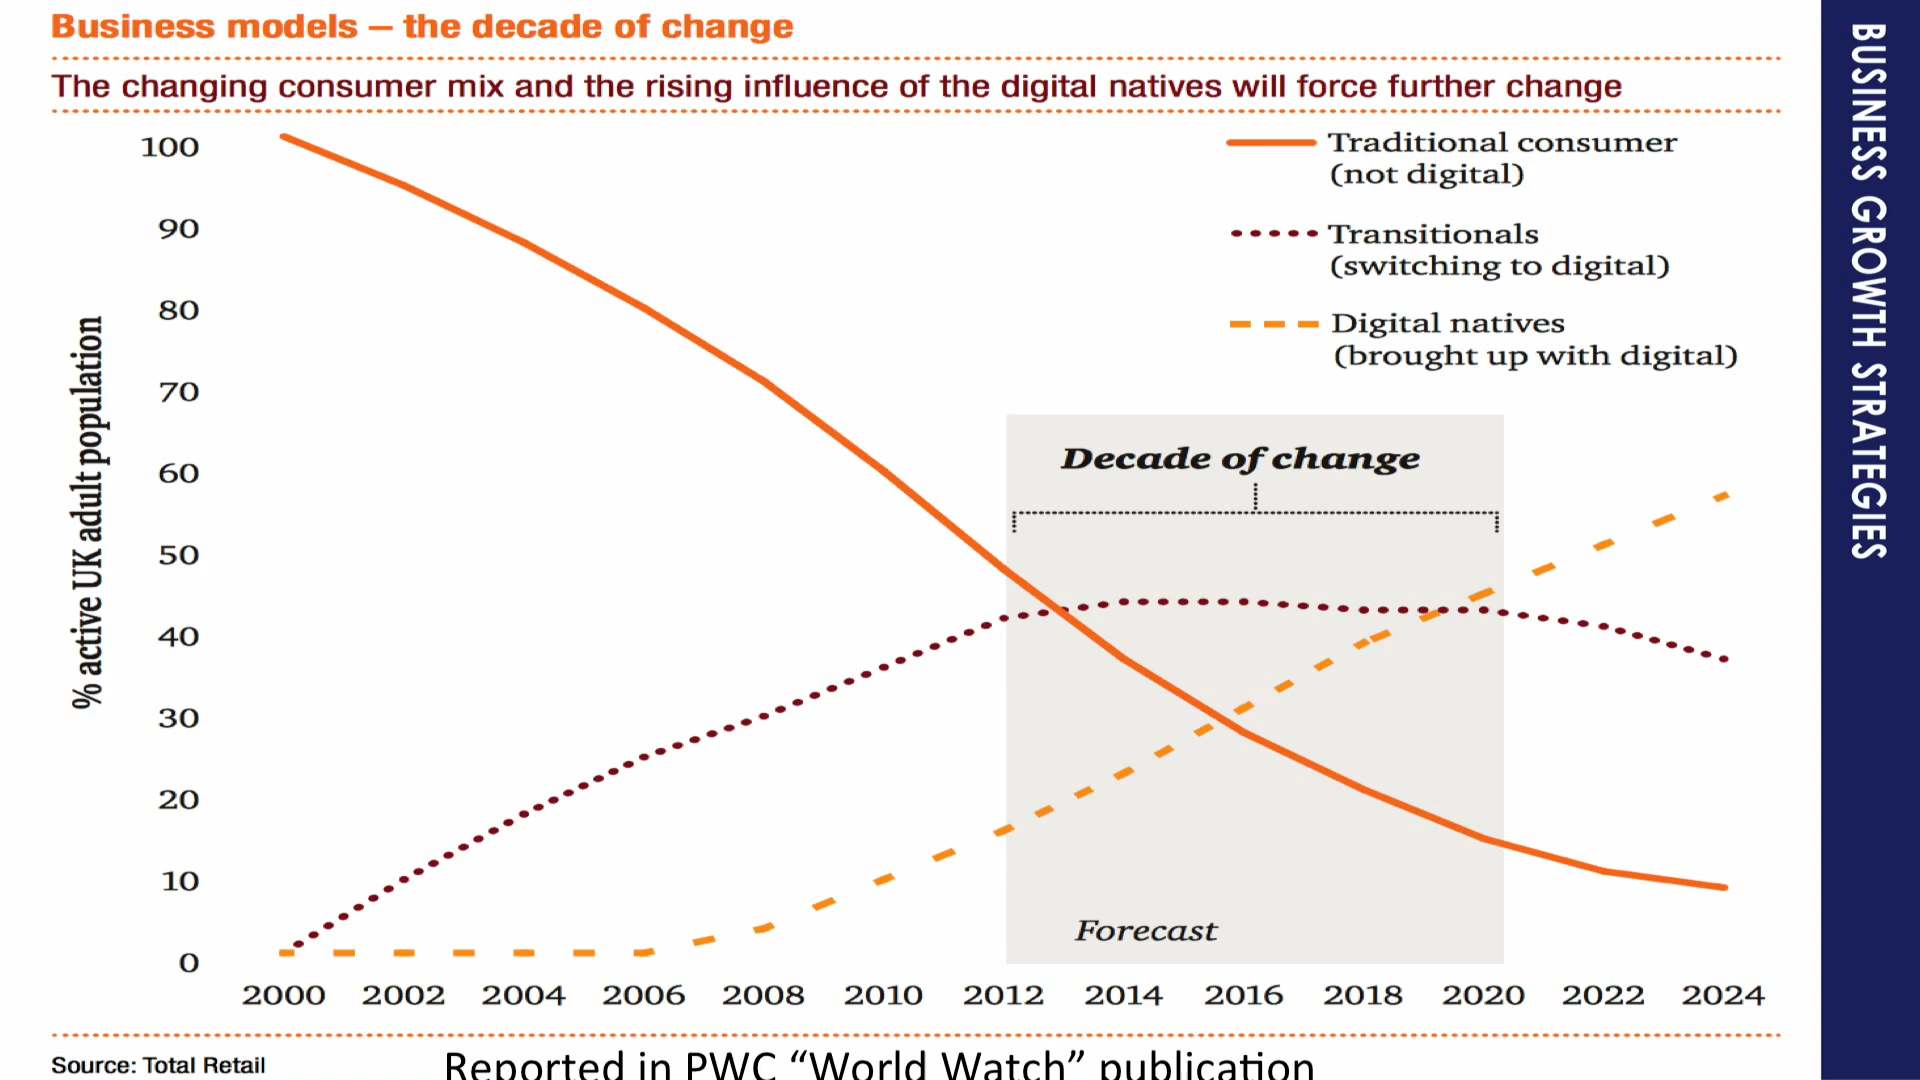 Business models – the decade of change
The changing consumer mix and the rising influence of the digital natives will force further change
100
90
80
70
60
50
40
30
20
10
0
% active UK adult population
Traditional consumer
(not digital)
Transitionals
(switching to digital)
Digital natives
(brought up with digital)
Decade of change
Forecast
2000 2002 2004 2006 2008 2010 2012 2014 2016 2018 2020 2022 2024
Source: Total Retail
Reported in PWC “World Watch” publication
BUSINESS GROWTH STRATEGIES